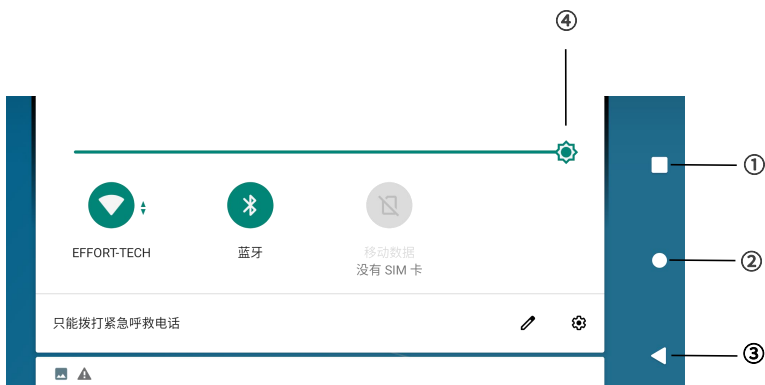 ④
①
EFFORT-TECH
蓝牙
移动数据
没有 SIM 卡
②
只能拨打紧急呼救电话
③